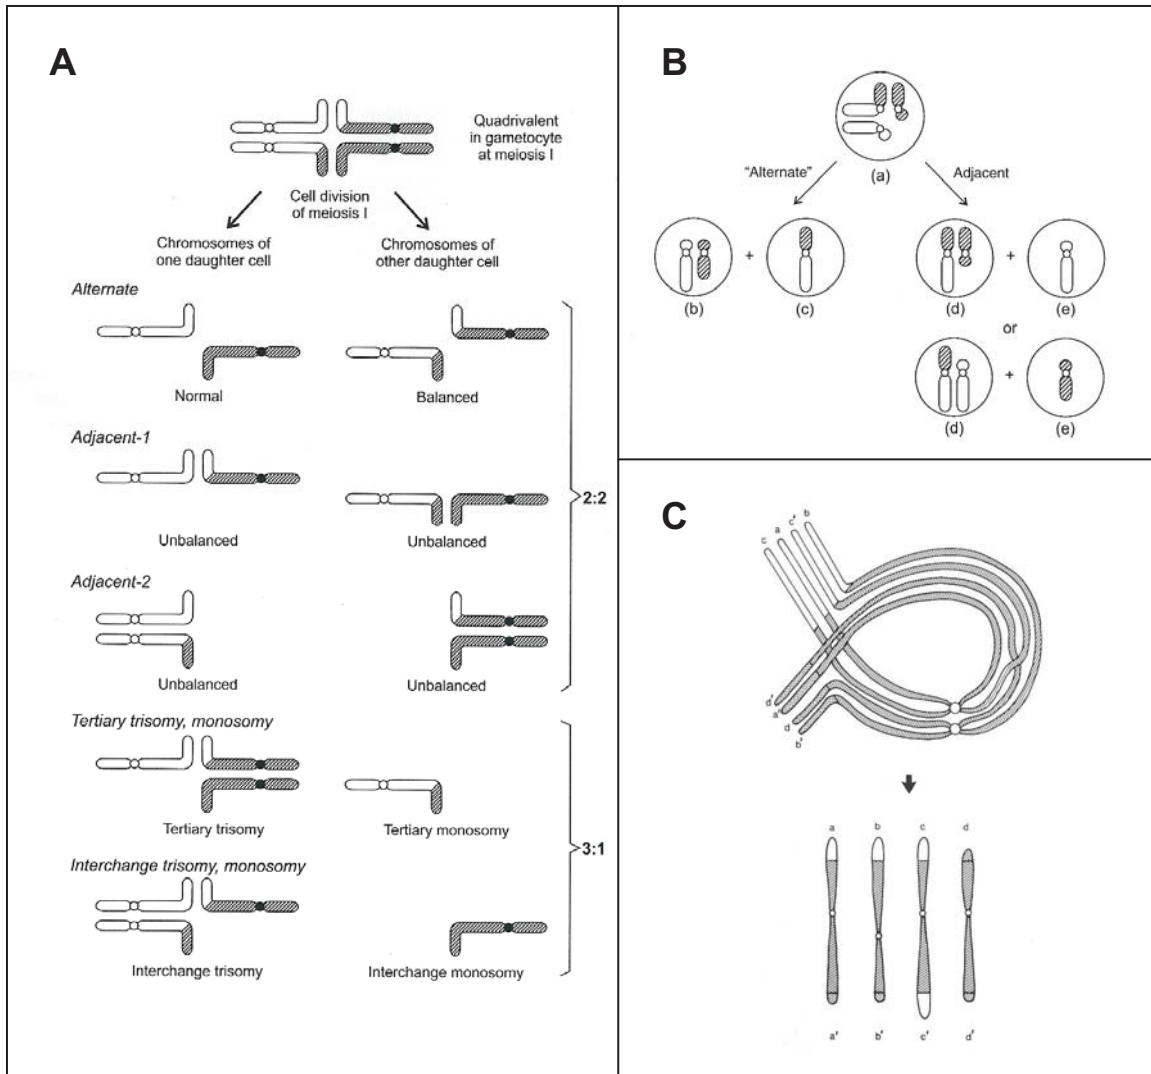 A
Quadrivalent
in gametocyte
at meiosis I
Cell division
of meiosis I
Chromosomes of
one daughter cell
Chromosomes of
other daughter cell
Alternate
Normal
Balanced
Adjacent-1
Unbalanced
Unbalanced
2:2
Adjacent-2
Unbalanced
Unbalanced
Tertiary trisomy, monosomy
Tertiary trisomy
Tertiary monosomy
3:1
Interchange trisomy, monosomy
Interchange trisomy
Interchange monosomy
B
(a)
"Alternate"
Adjacent
+
+
(b)
(c)
(d)
(e)
or
+
(d)
(e)
C
c a c' b
d'
a'
d
b'
a b c d
a' b' c' d'